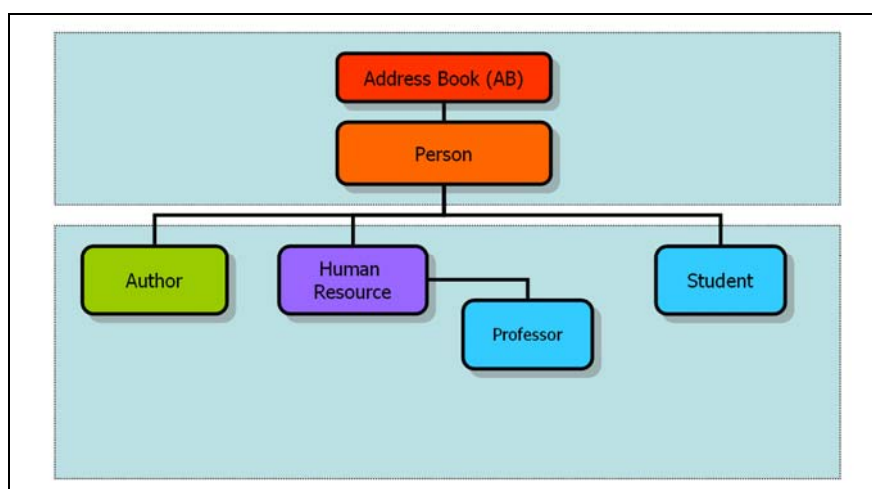 Address Book (AB)
Person
Author
Human
Resource
Student
Professor